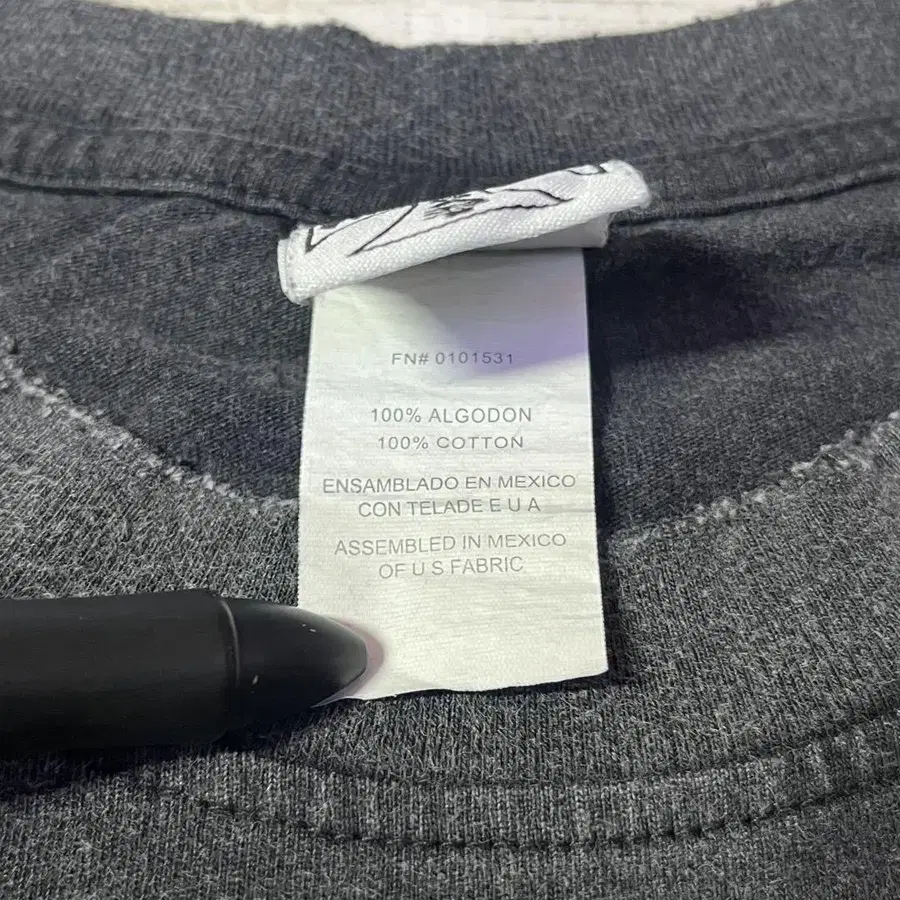 FN# 0101531
100% ALGODON
100% COTTON
ENSAMBLADO EN MEXICO
CON TELADE E U A
ASSEMBLED IN MEXICO
OF U S FABRIC